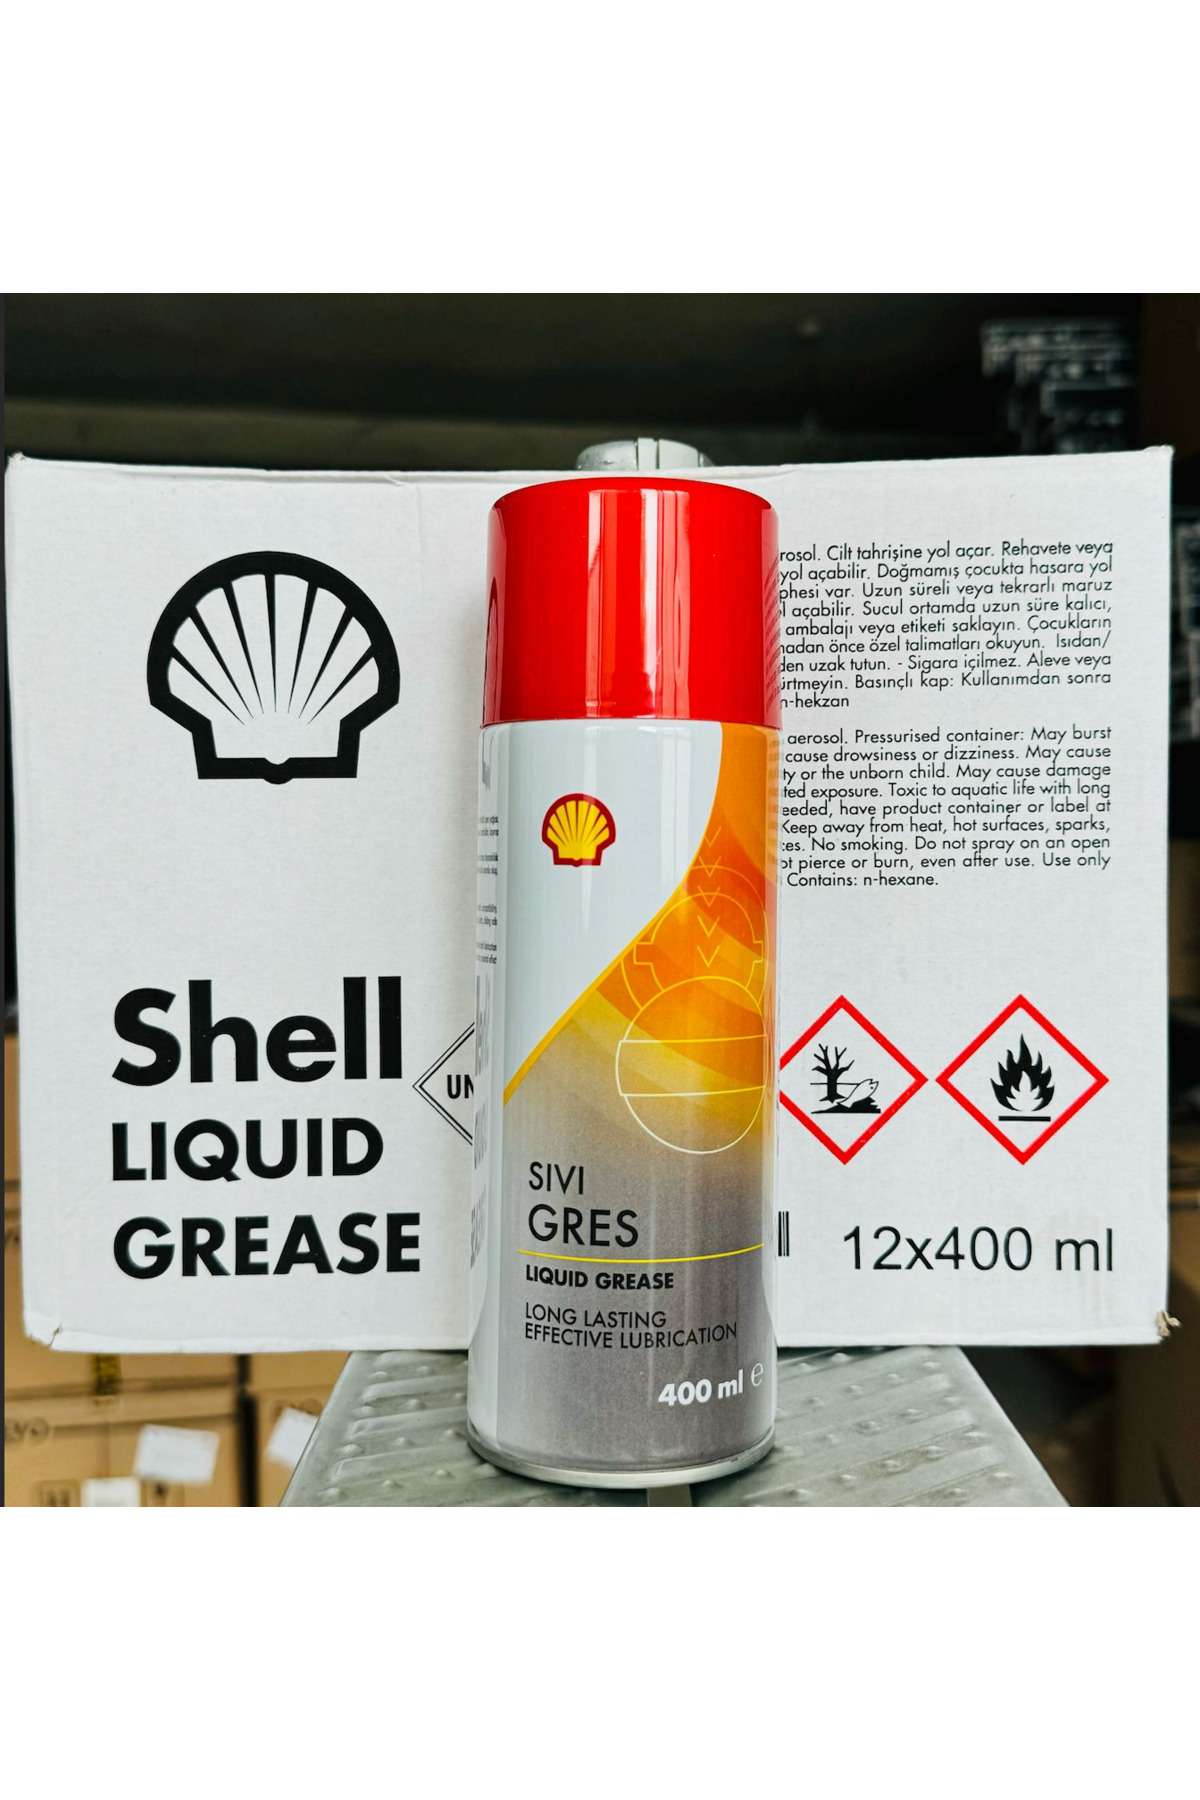 Shell
LIQUID
GREASE
UN
rosol. Cilt tahrişine yol açar. Rehavete veya
yol açabilir. Doğmamış çocukta hasara yol
phesi var. Uzun süreli veya tekrarlı maruz
açabilir. Sucul ortamda uzun süre kalıcı,
ambalajı veya etiketi saklayın. Çocukların
madan önce özel talimatları okuyun. Isıdan/
den uzak tutun. - Sigara içilmez. Aleve veya
ürtmeyin. Basınçlı kap: Kullanımdan sonra
n-hekzan
aerosol. Pressurised container: May burst
cause drowsiness or dizziness. May cause
ty or the unborn child. May cause damage
ted exposure. Toxic to aquatic life with long
eeded, have product container or label at
Keep away from heat, hot surfaces, sparks,
ces. No smoking. Do not spray on an open
ot pierce or burn, even after use. Use only
Contains: n-hexane.
12x400 ml
SIVI
GRES
LIQUID GREASE
LONG LASTING
EFFECTIVE LUBRICATION
400 ml e